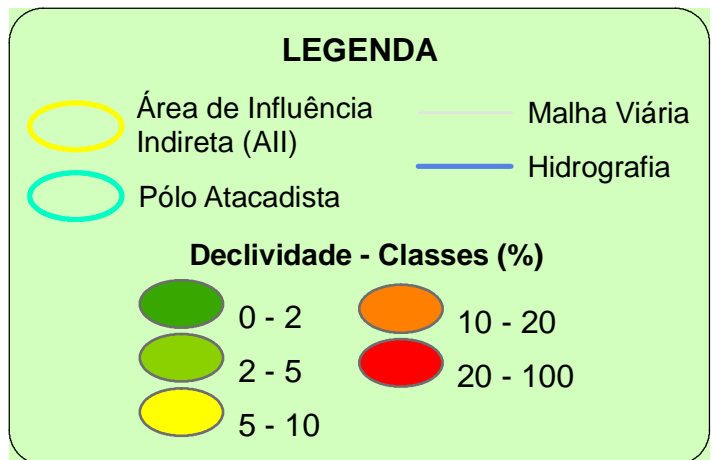 LEGENDA
Área de Influência
Indireta (AII)
Pólo Atacadista
Malha Viária
Hidrografia
Declividade - Classes (%)
0 - 2
2 - 5
5 - 10
10 - 20
20 - 100